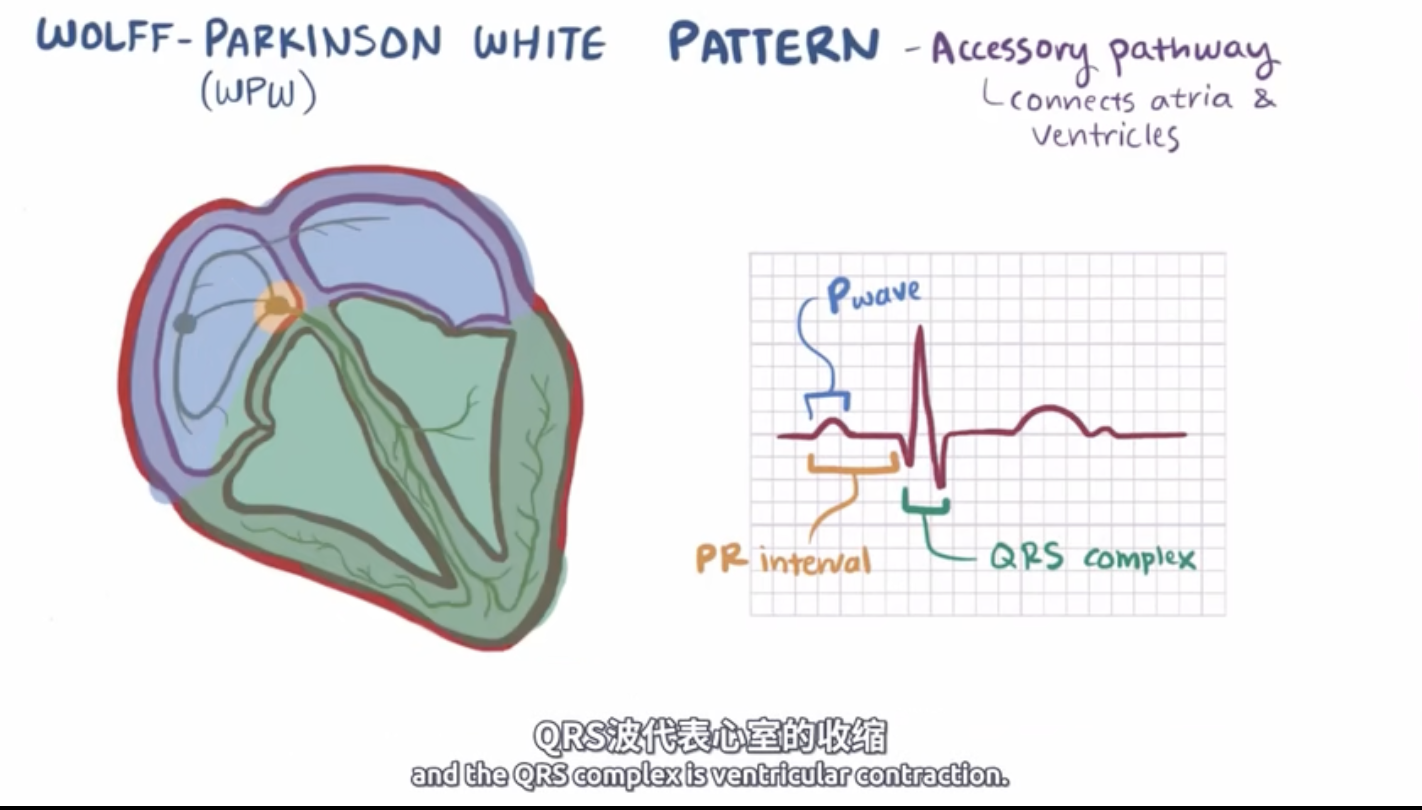 WOLFF-PARKINSON WHITE PATTERN - Accessory pathway
(WPW)
connects atria &
ventricles
P wave
PR interval
QRS complex
QRS波代表心室的收缩
and the QRS complex is ventricular contraction.